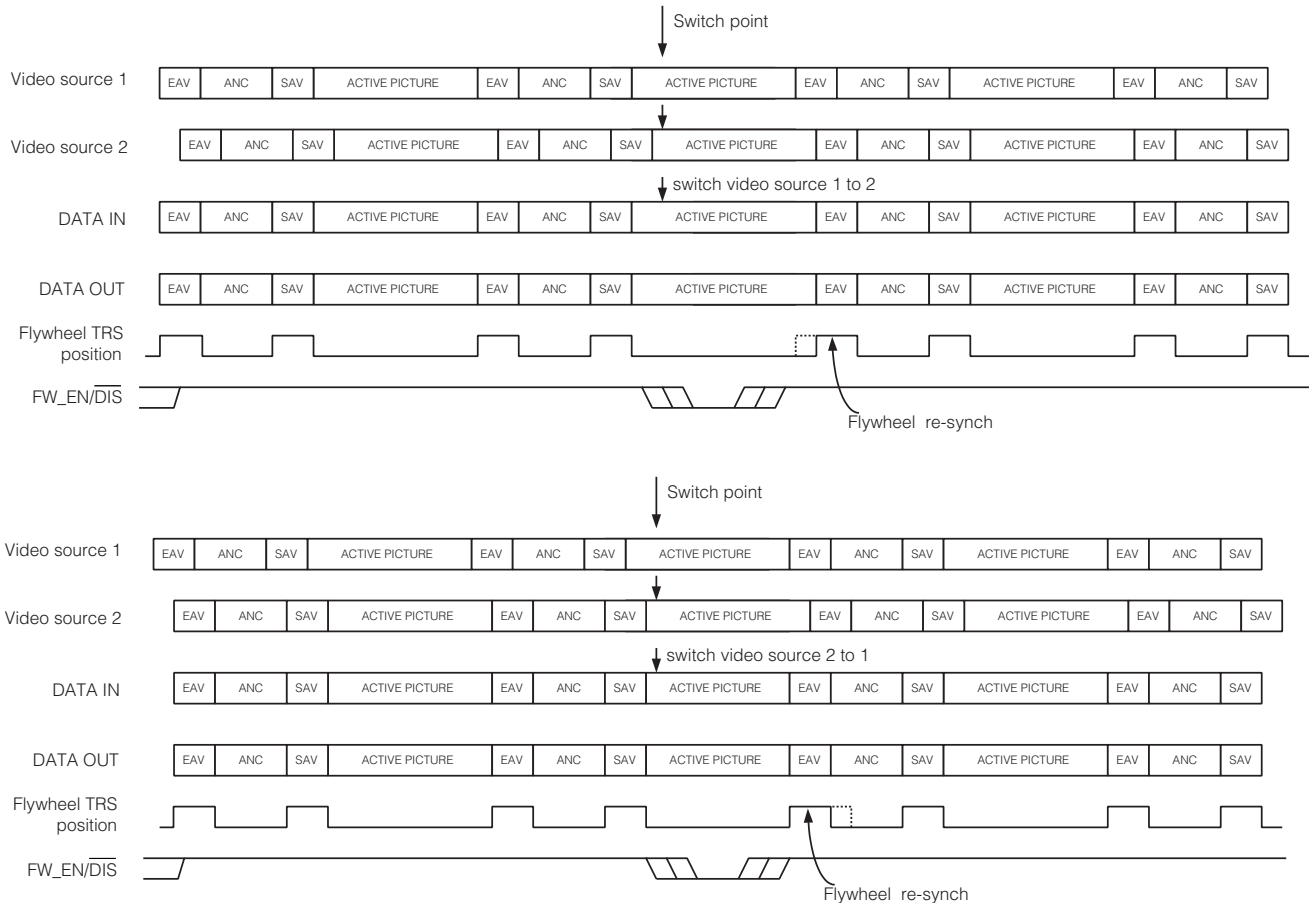 Switch point
Video source 1 EAV ANC SAV ACTIVE PICTURE EAV ANC SAV ACTIVE PICTURE EAV ANC SAV ACTIVE PICTURE EAV ANC SAV
Video source 2 EAV ANC SAV ACTIVE PICTURE EAV ANC SAV ACTIVE PICTURE EAV ANC SAV ACTIVE PICTURE EAV ANC SAV
switch video source 1 to 2
DATA IN EAV ANC SAV ACTIVE PICTURE EAV ANC SAV ACTIVE PICTURE EAV ANC SAV ACTIVE PICTURE EAV ANC SAV
DATA OUT EAV ANC SAV ACTIVE PICTURE EAV ANC SAV ACTIVE PICTURE EAV ANC SAV ACTIVE PICTURE EAV ANC SAV
Flywheel TRS
position
FW_EN/DIS
Flywheel re-synch
Switch point
Video source 1 EAV ANC SAV ACTIVE PICTURE EAV ANC SAV ACTIVE PICTURE EAV ANC SAV ACTIVE PICTURE EAV ANC SAV
Video source 2 EAV ANC SAV ACTIVE PICTURE EAV ANC SAV ACTIVE PICTURE EAV ANC SAV ACTIVE PICTURE EAV ANC SAV
switch video source 2 to 1
DATA IN EAV ANC SAV ACTIVE PICTURE EAV ANC SAV ACTIVE PICTURE EAV ANC SAV ACTIVE PICTURE EAV ANC SAV
DATA OUT EAV ANC SAV ACTIVE PICTURE EAV ANC SAV ACTIVE PICTURE EAV ANC SAV ACTIVE PICTURE EAV ANC SAV
Flywheel TRS
position
FW_EN/DIS
Flywheel re-synch